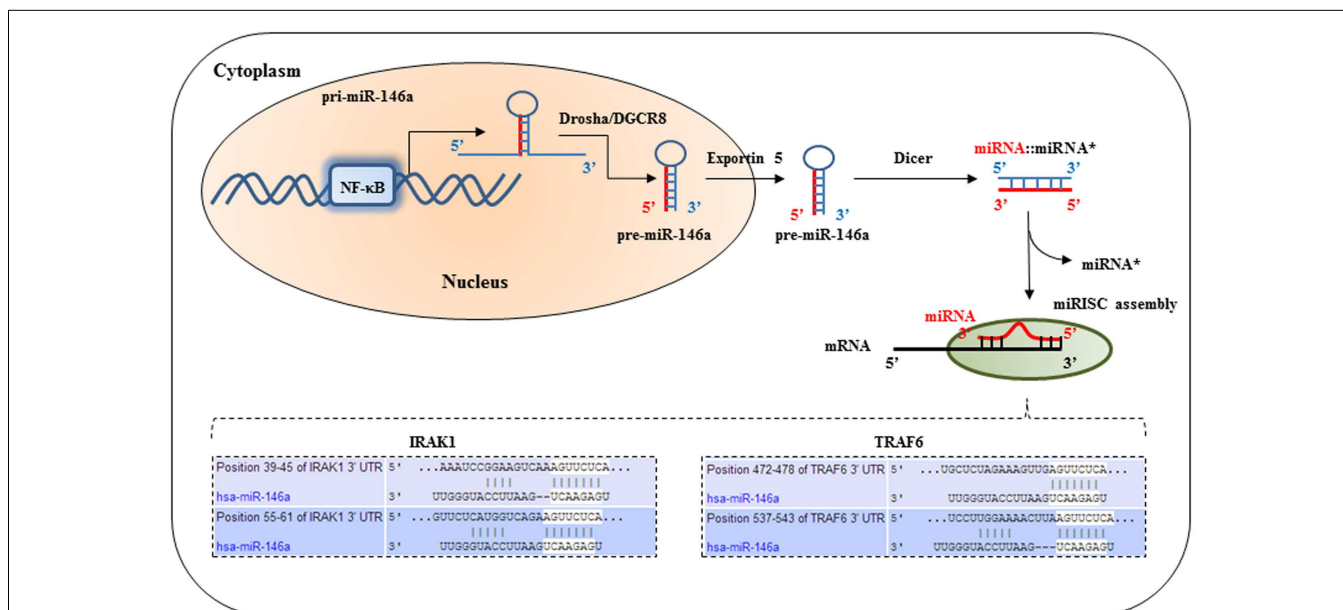 Cytoplasm
pri-miR-146a
5’
3’
Drosha/DGCR8
NF-κB
5’ 3’
pre-miR-146a
Nucleus
Exportin 5
5’ 3’
pre-miR-146a
Dicer
miRNA::miRNA*
5’ 3’
3’ 5’
miRNA*
miRISC assembly
miRNA
3’ 5’
mRNA
5’ 3’
IRAK1
Position 39-45 of IRAK1 3' UTR 5' ...AAAUCCGGAAGUCAAAGUUCUCA...
hsa-miR-146a 3' UUGGGUACCUUAAG--UCAAGAGU
Position 55-61 of IRAK1 3' UTR 5' ...GUUCUCAUGGUCAGAAGUUCUCA...
hsa-miR-146a 3' UUGGGUACCUUAAGUCAAGAGU
TRAF6
Position 472-478 of TRAF6 3' UTR 5' ...UGCUCUAGAAAGUUGAGUUCUCA...
hsa-miR-146a 3' UUGGGUACCUUAAGUCAAGAGU
Position 537-543 of TRAF6 3' UTR 5' ...UCCUUGGAAAACUUAAGUUCUCA...
hsa-miR-146a 3' UUGGGUACCUUAAG---UCAAGAGU